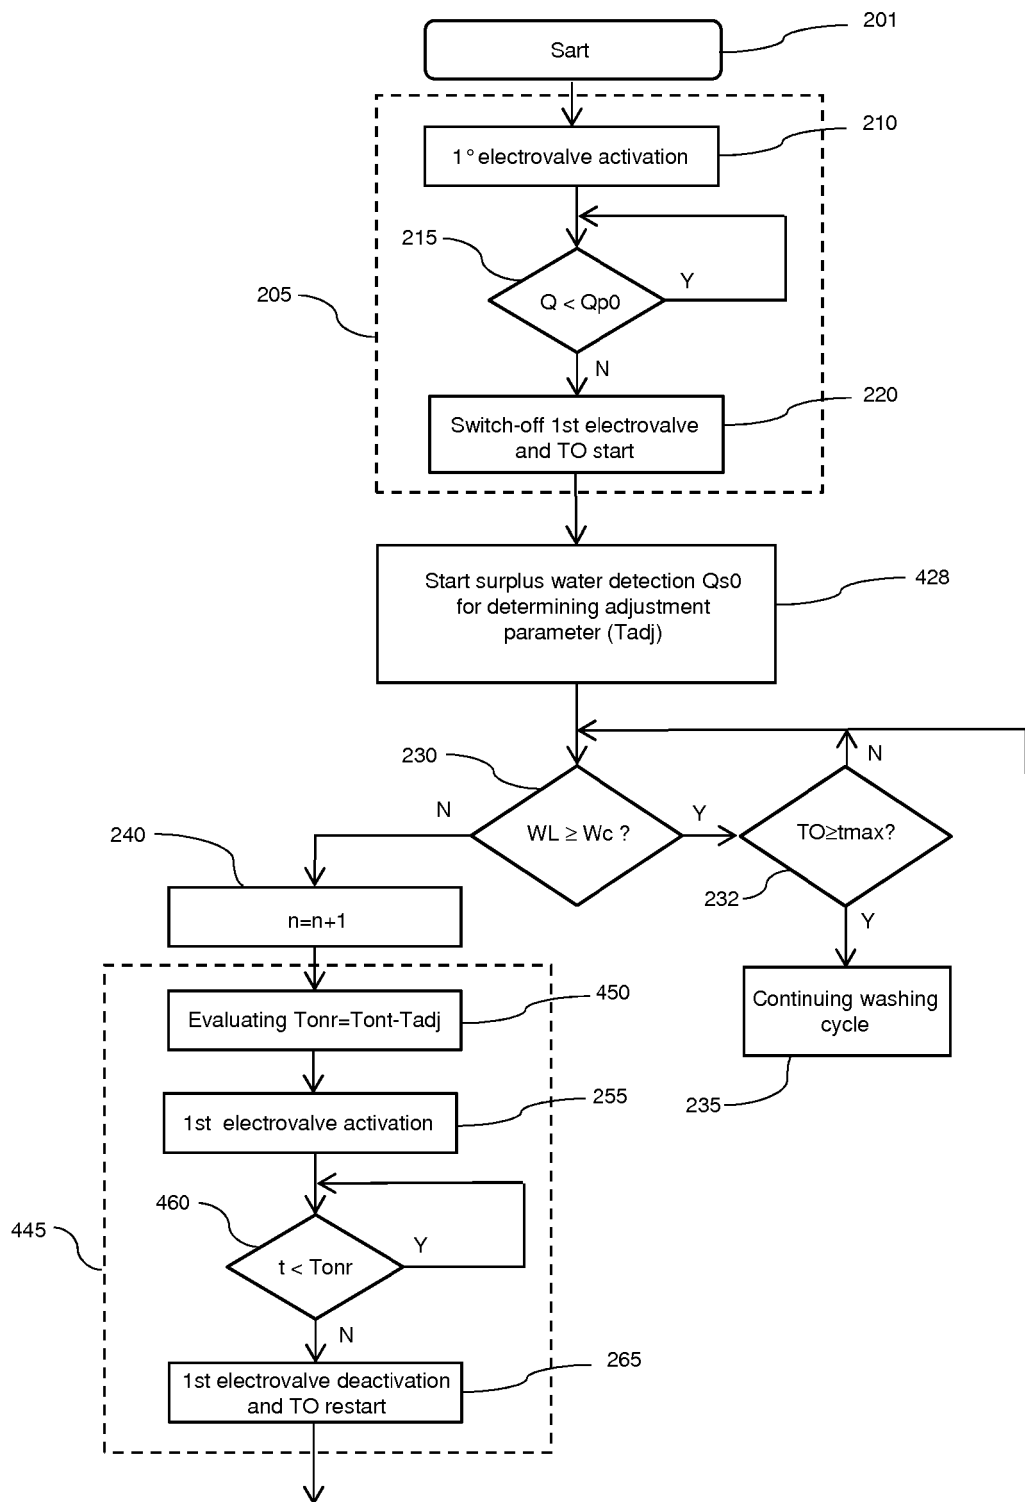 Sart
201
1° electrovalve activation
210
215
Q < Qp0
Y
205
N
Switch-off 1st electrovalve
and TO start
220
Start surplus water detection Qs0
for determining adjustment
parameter (Tadj)
428
230
N
WL ≥ Wc ?
Y
TO≥tmax?
N
232
Y
240
n=n+1
Continuing washing
cycle
235
Evaluating Tonr=Tont-Tadj
450
1st electrovalve activation
255
460
t < Tonr
Y
445
N
1st electrovalve deactivation
and TO restart
265